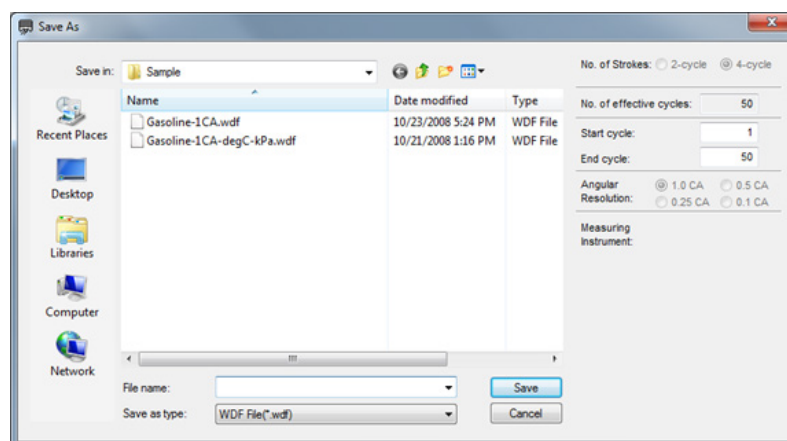 Save As
Save in:
Sample
No. of Strokes:
2-cycle
4-cycle
Recent Places
Desktop
Libraries
Computer
Network
Name
Date modified
Type
Gasoline-1CA.wdf
10/23/2008 5:24 PM
WDF File
Gasoline-1CA-degC-kPa.wdf
10/21/2008 1:16 PM
WDF File
No. of effective cycles:
50
Start cycle:
1
End cycle:
50
Angular
Resolution:
1.0 CA
0.5 CA
0.25 CA
0.1 CA
Measuring
Instrument:
File name:
Save
Save as type:
WDF File(*.wdf)
Cancel